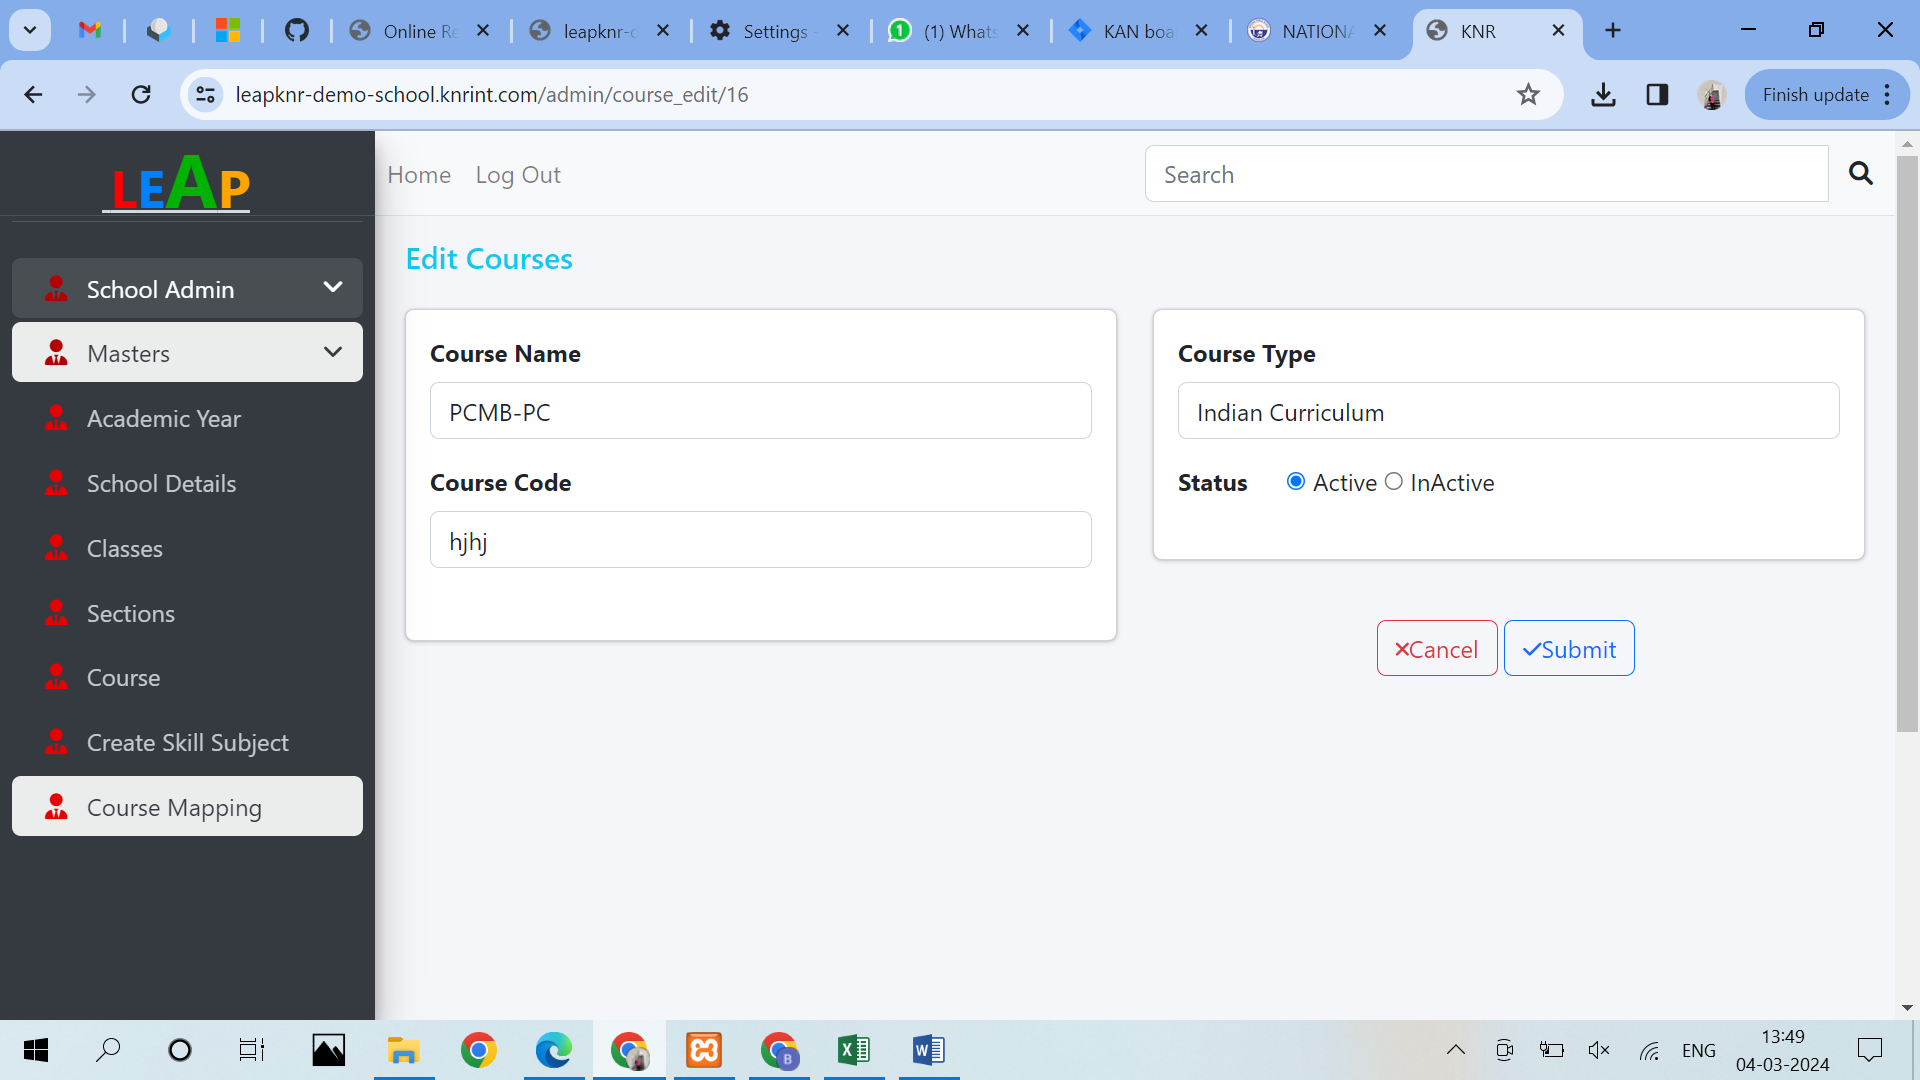 Online Re
leapknr-d
Settings -
(1) Whats
KAN boa
NATIONA
KNR
leapknr-demo-school.knrint.com/admin/course_edit/16
Finish update
LEAP
Home
Log Out
Search
School Admin
Masters
Academic Year
School Details
Classes
Sections
Course
Create Skill Subject
Course Mapping
Edit Courses
Course Name
PCMB-PC
Course Code
hjhj
Course Type
Indian Curriculum
Status Active InActive
Cancel
Submit
B
ENG
13:49
04-03-2024